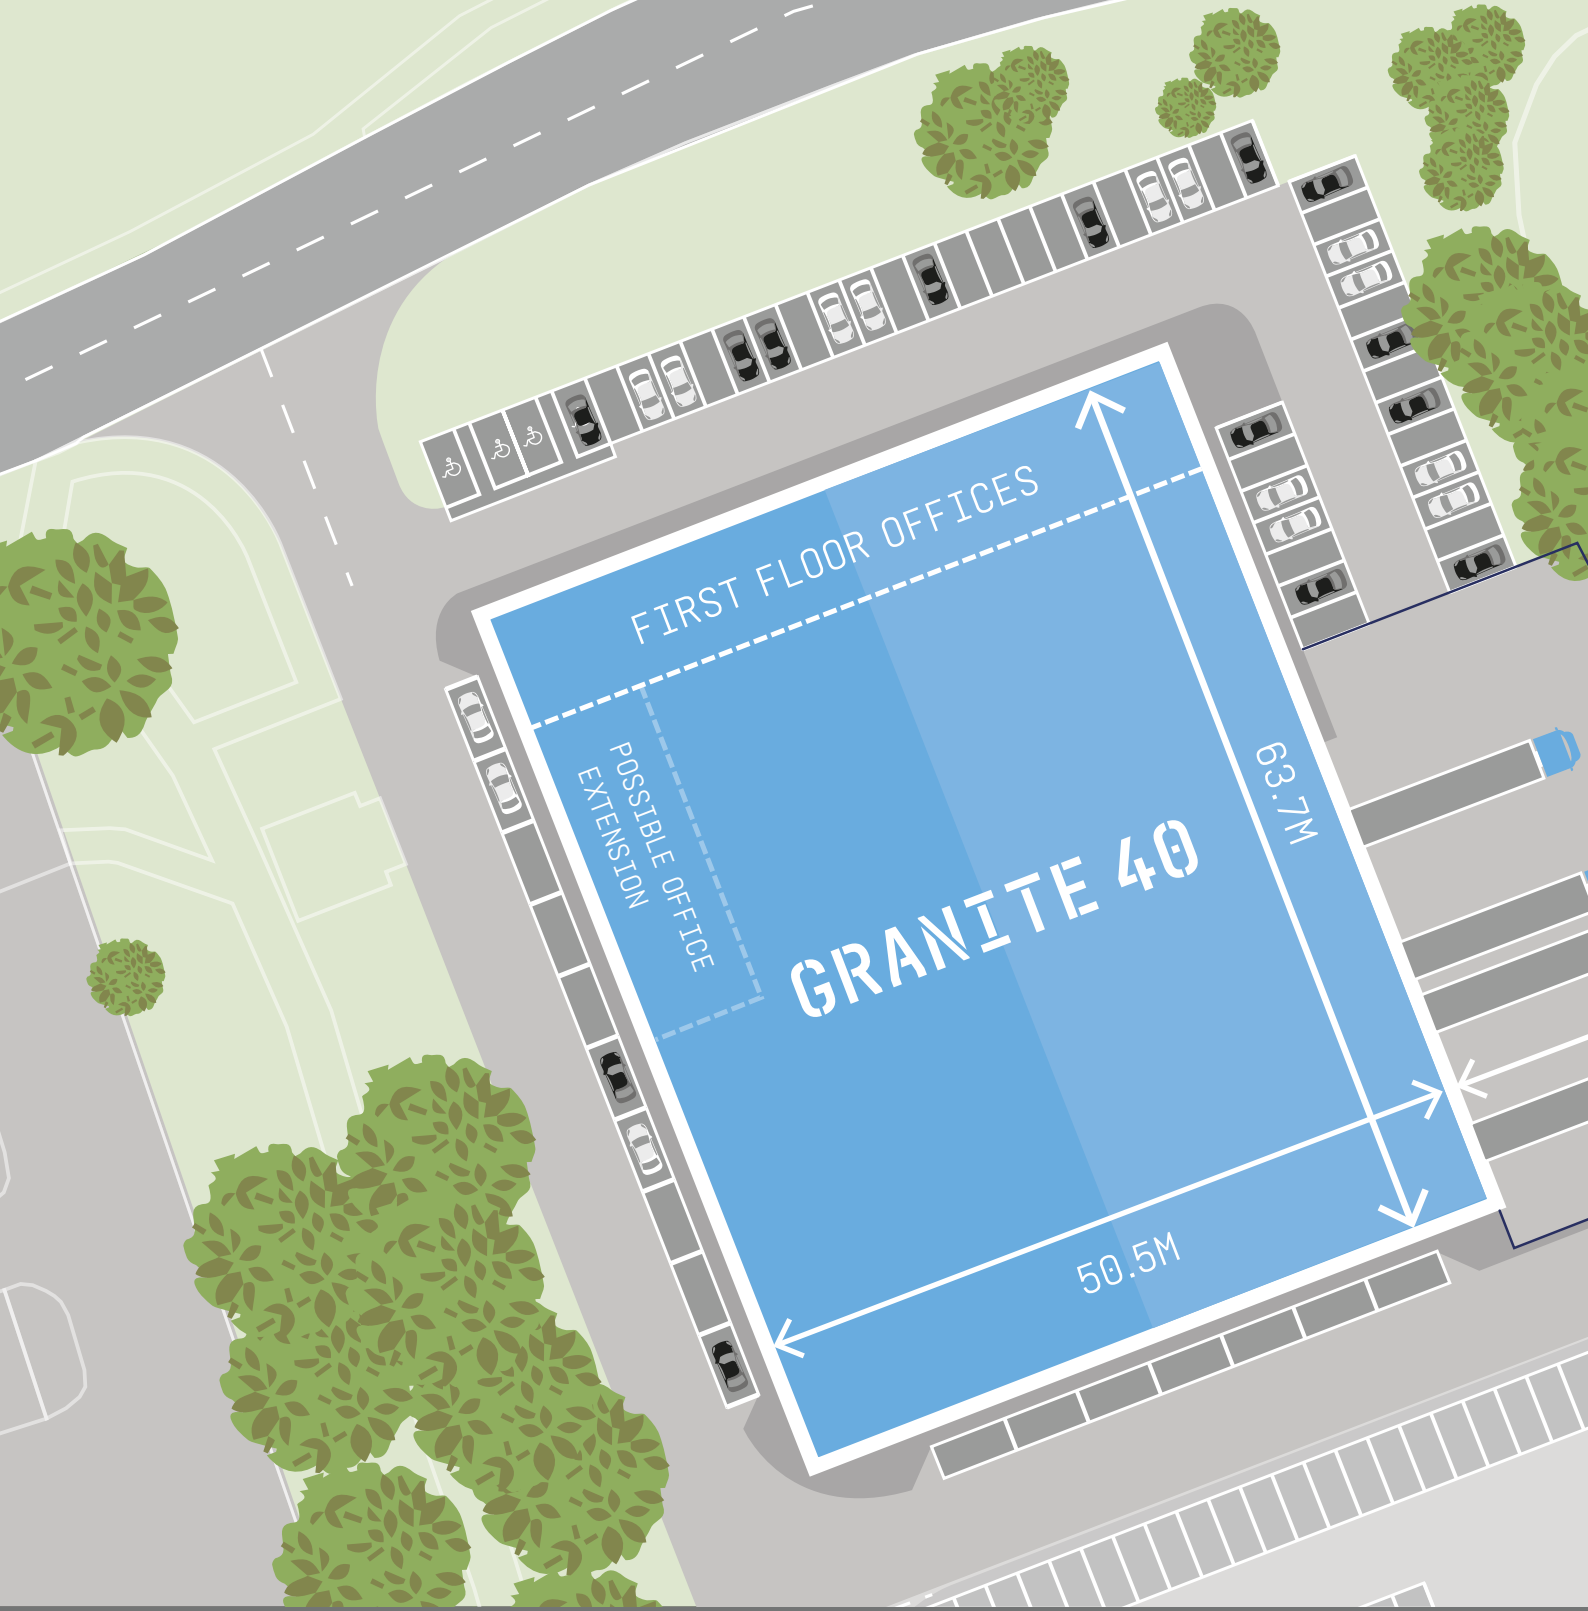 FIRST FLOOR OFFICES
POSSIBLE OFFICE
EXTENSION
63.7M
GRANITE 40
50.5M